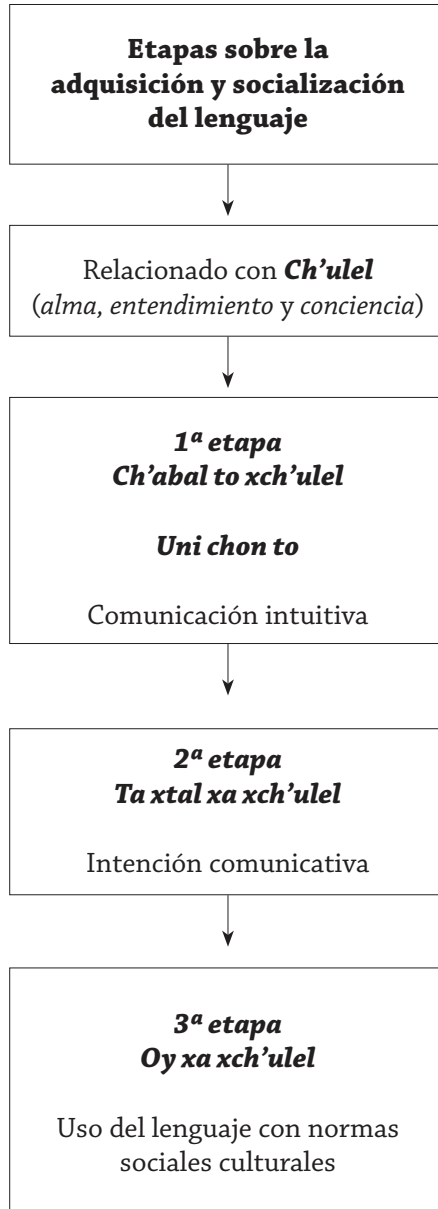 Etapas sobre la
adquisición y socialización
del lenguaje
Relacionado con Ch’ulel
(alma, entendimiento y conciencia)
1ª etapa
Ch’abal to xch’ulel
Uni chon to
Comunicación intuitiva
2ª etapa
Ta xtal xa xch’ulel
Intención comunicativa
3ª etapa
Oy xa xch’ulel
Uso del lenguaje con normas
sociales culturales